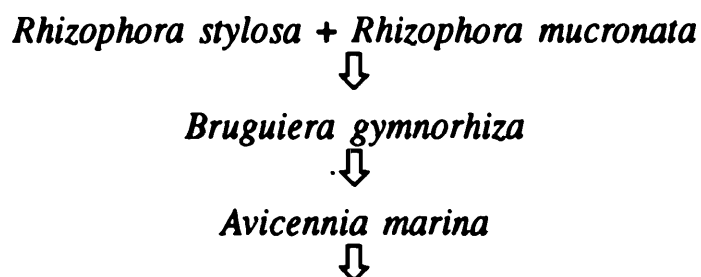 Rhizophora stylosa + Rhizophora mucronata
Bruguiera gymnorhiza
Avicennia marina